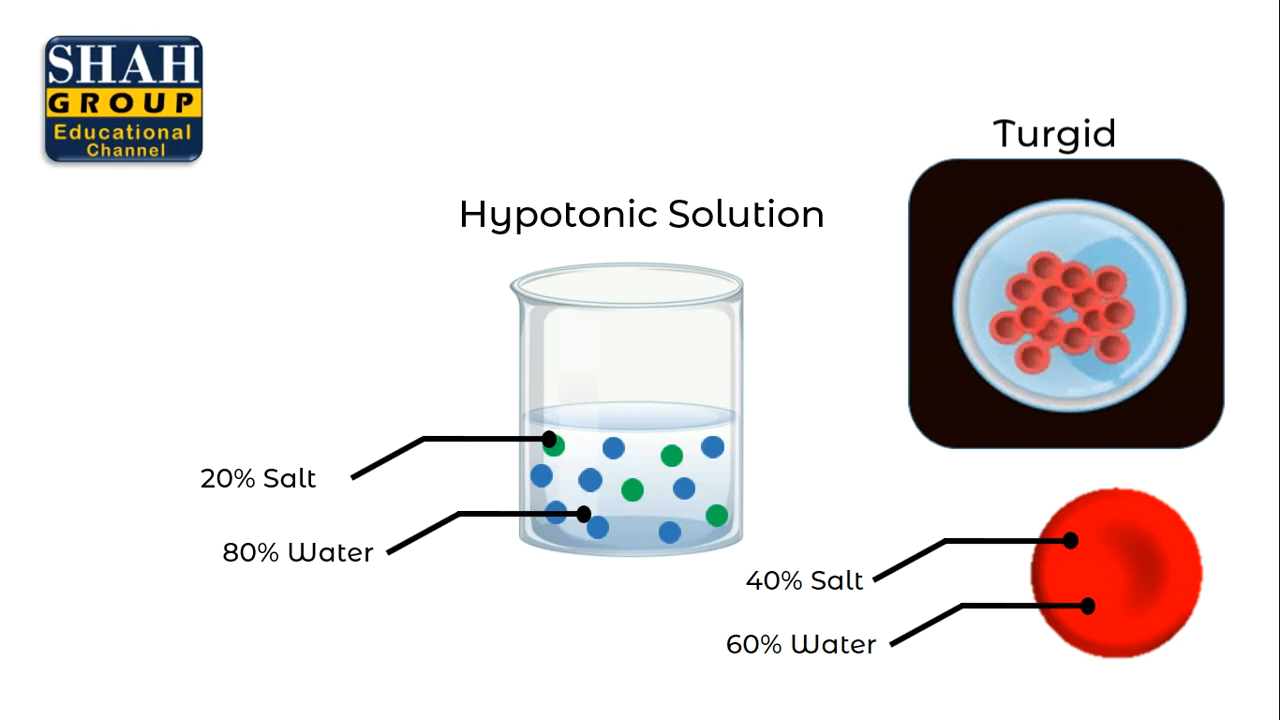 SHAH
GROUP
Educational
Channel
Turgid
Hypotonic Solution
20% Salt
80% Water
40% Salt
60% Water